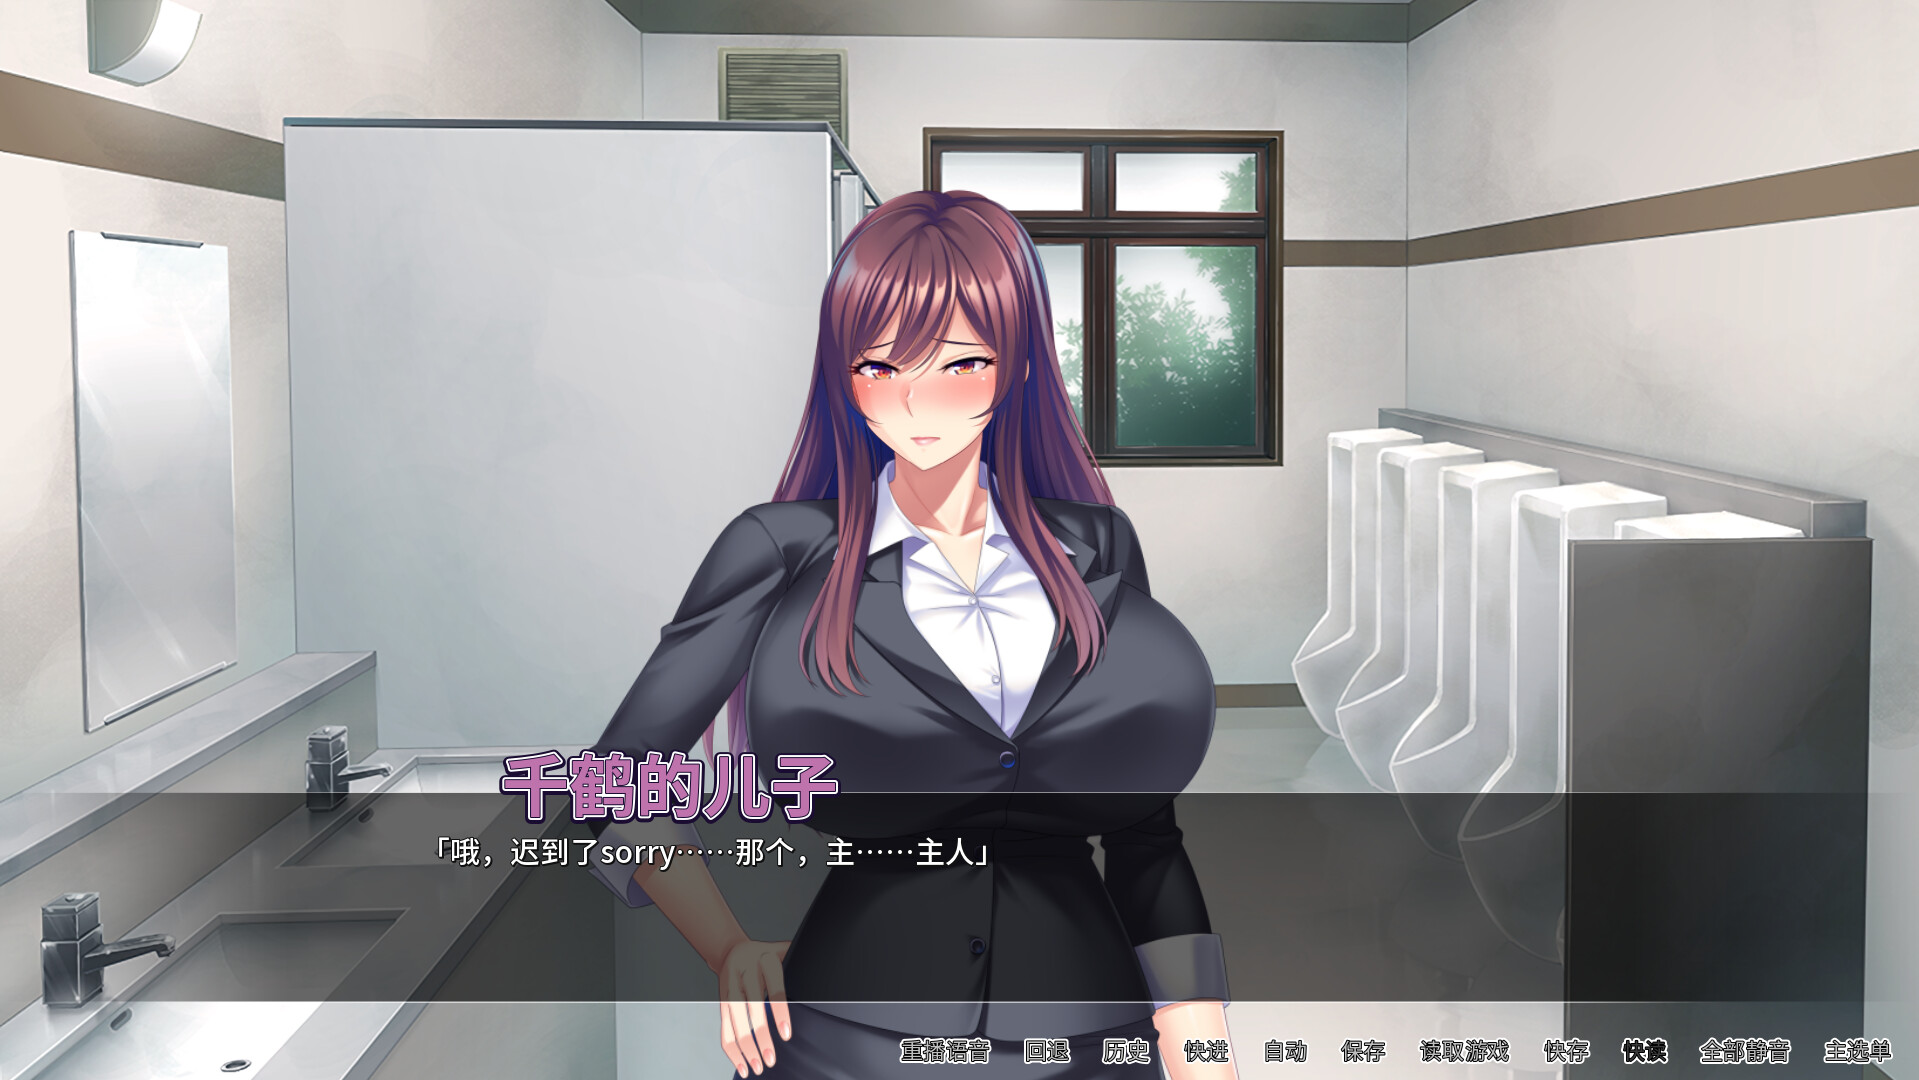 千鹤的儿子
「哦，迟到了sorry……那个，主……主人」
重播语音 回退 历史 快进 自动 保存 读取游戏 快存 快读 全部静音 主选单